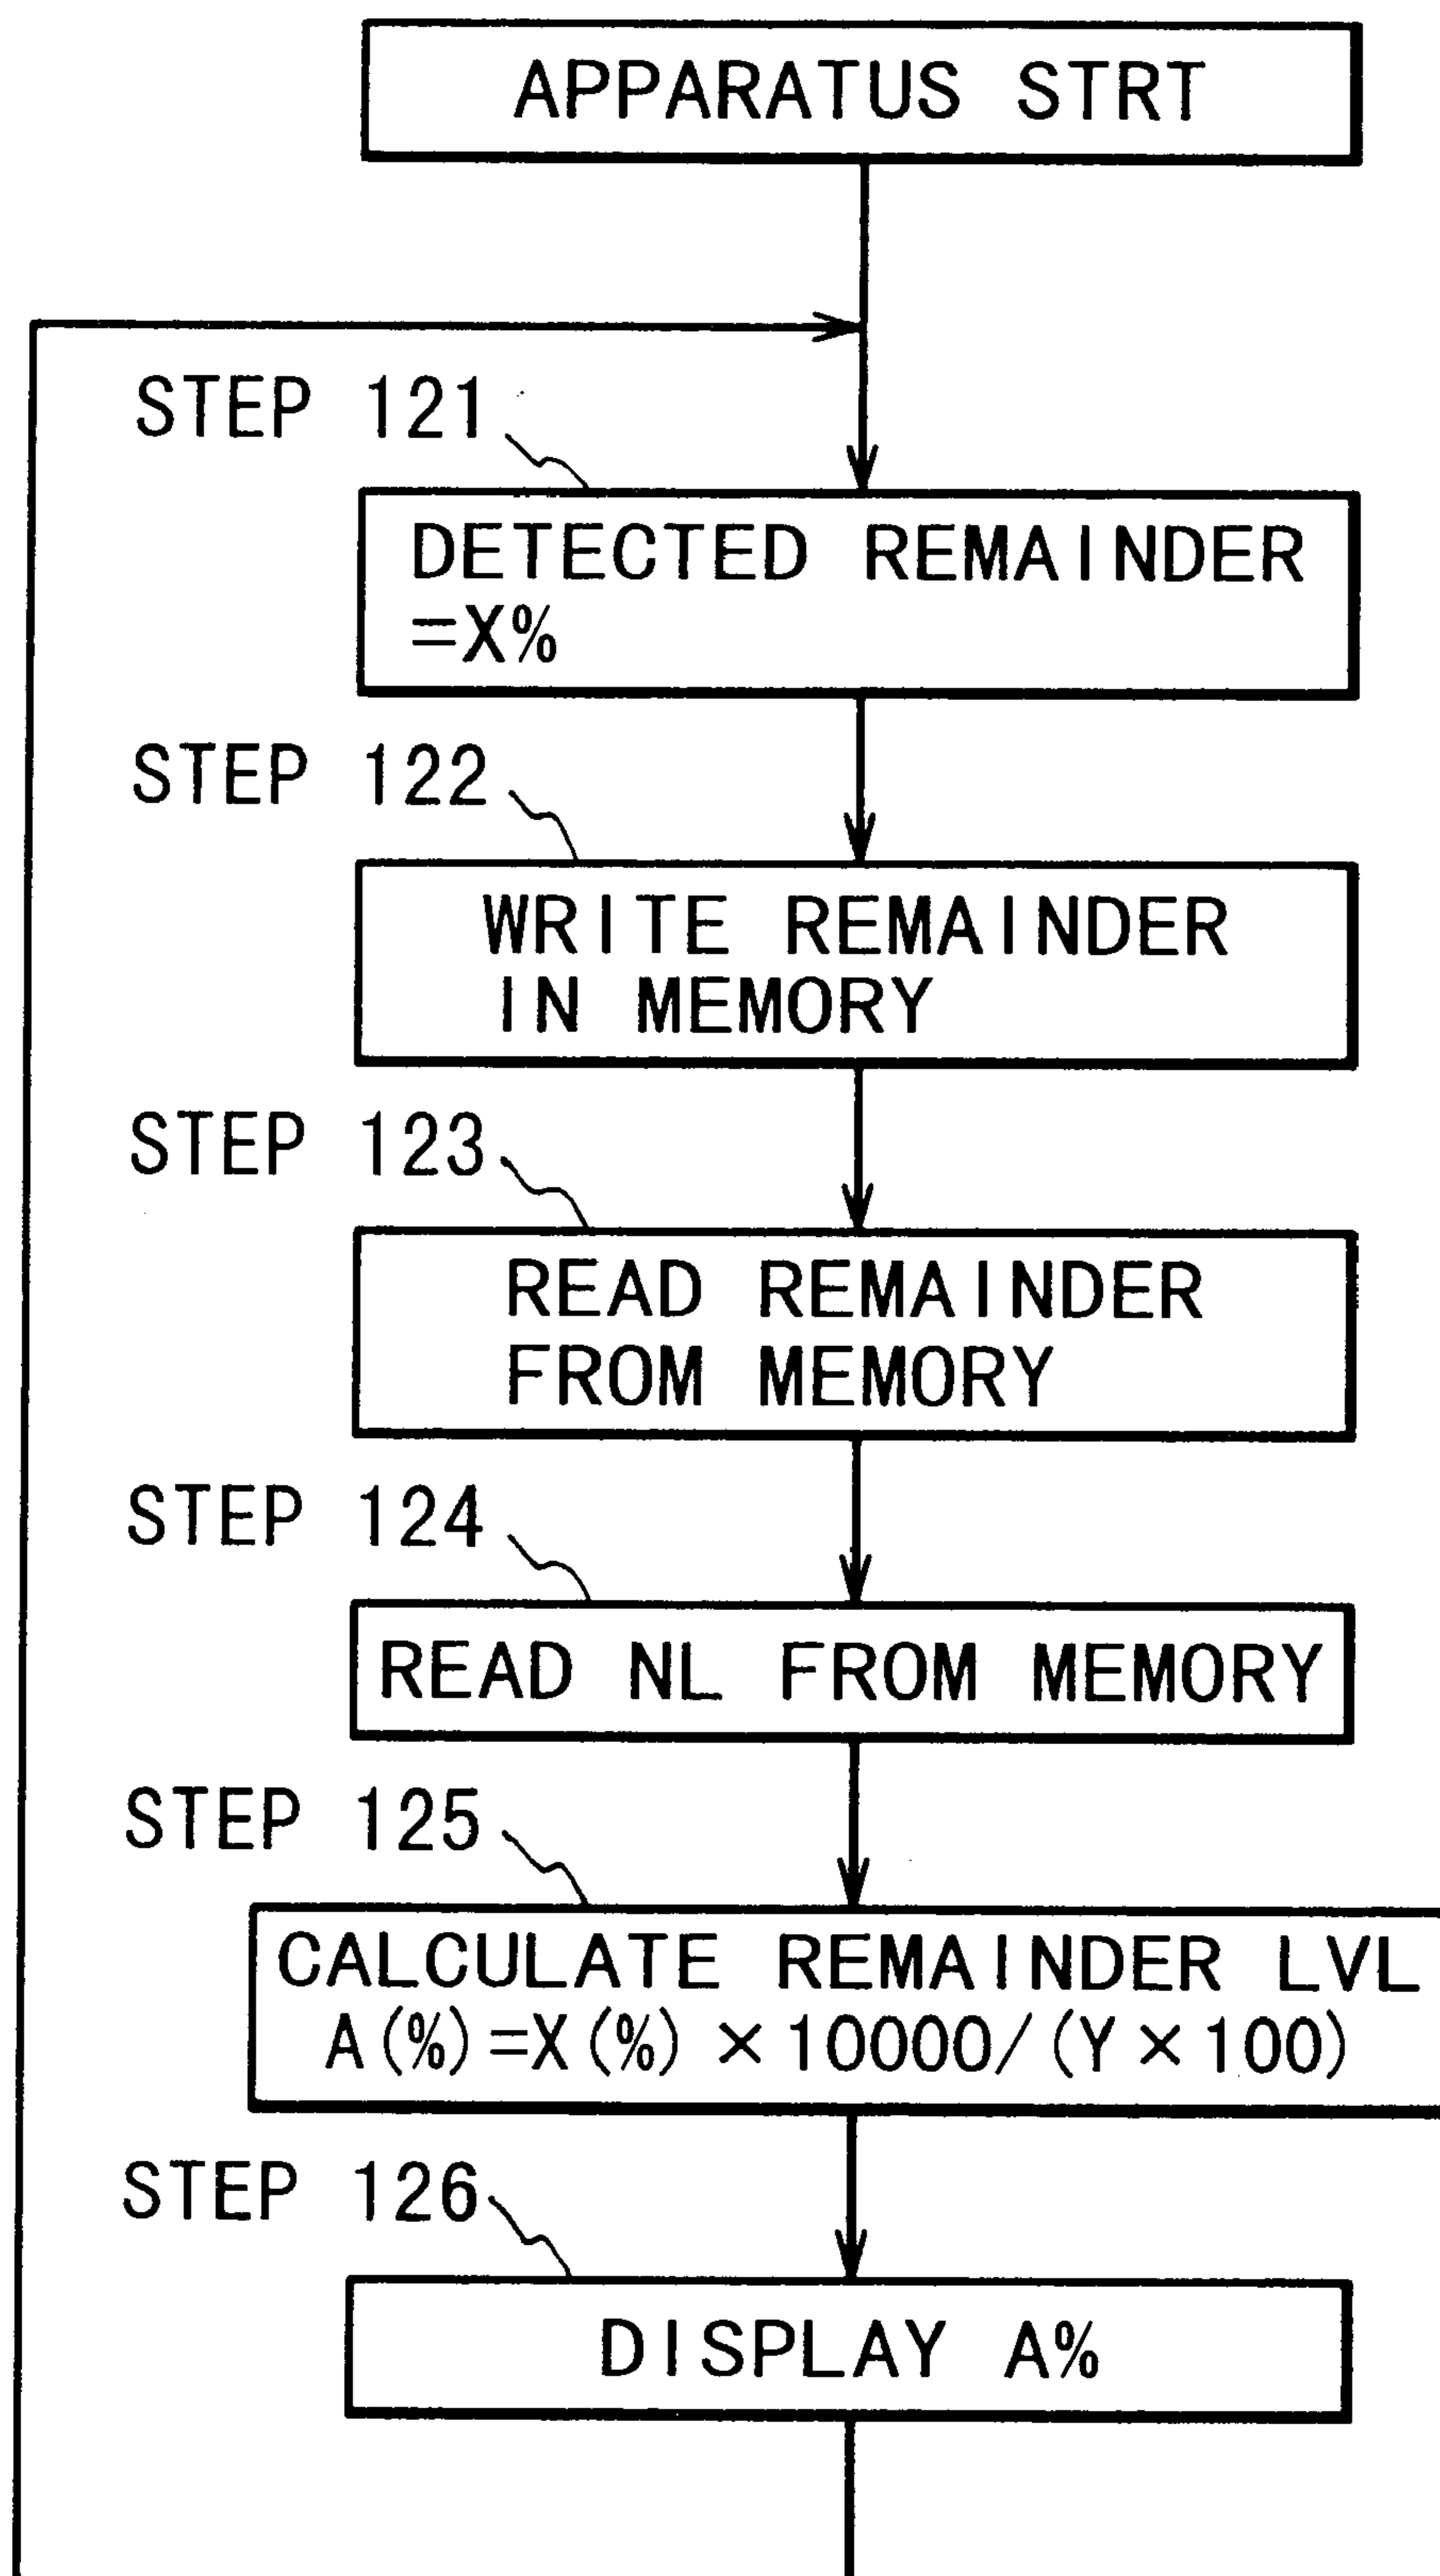 APPARATUS STRT
STEP 121
DETECTED REMAINDER
=X%
STEP 122
WRITE REMAINDER
IN MEMORY
STEP 123
READ REMAINDER
FROM MEMORY
STEP 124
READ NL FROM MEMORY
STEP 125
CALCULATE REMAINDER LVL
A(%)=X(%)×10000/(Y×100)
STEP 126
DISPLAY A%